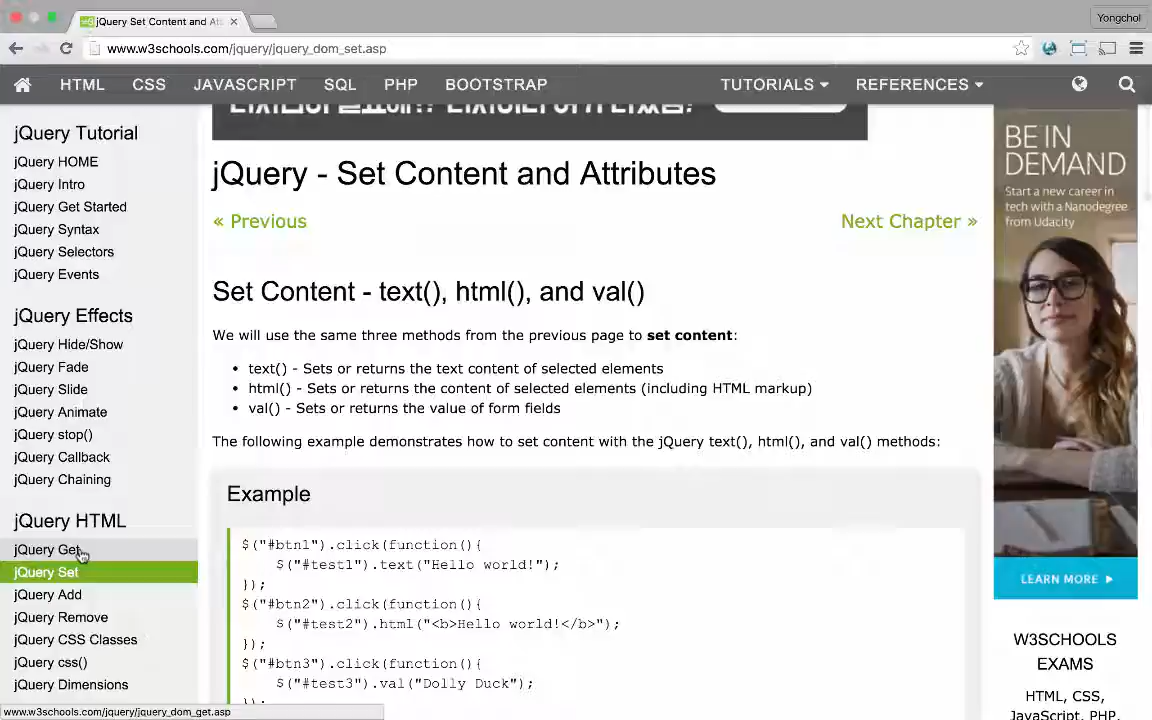 jQuery Set Content and At
Yongchol
www.w3schools.com/jquery/jquery_dom_set.asp
HTML CSS JAVASCRIPT SQL PHP BOOTSTRAP TUTORIALS REFERENCES
jQuery Tutorial
jQuery HOME
jQuery Intro
jQuery Get Started
jQuery Syntax
jQuery Selectors
jQuery Events
jQuery Effects
jQuery Hide/Show
jQuery Fade
jQuery Slide
jQuery Animate
jQuery stop()
jQuery Callback
jQuery Chaining
jQuery HTML
jQuery Get
jQuery Set
jQuery Add
jQuery Remove
jQuery CSS Classes
jQuery css()
jQuery Dimensions
www.w3schools.com/jquery/jquery_dom_get.asp
jQuery - Set Content and Attributes
« Previous
Next Chapter »
Set Content - text(), html(), and val()
We will use the same three methods from the previous page to set content:
• text() - Sets or returns the text content of selected elements
• html() - Sets or returns the content of selected elements (including HTML markup)
• val() - Sets or returns the value of form fields
The following example demonstrates how to set content with the jQuery text(), html(), and val() methods:
Example
$("#btn1").click(function(){
$("#test1").text("Hello world!");
});
$("#btn2").click(function(){
$("#test2").html("<b>Hello world!</b>");
});
$("#btn3").click(function(){
$("#test3").val("Dolly Duck");
});
BE IN
DEMAND
Start a new career in
tech with a Nanodegree
from Udacity
LEARN MORE
W3SCHOOLS
EXAMS
HTML, CSS,
JavaScript, PHP,